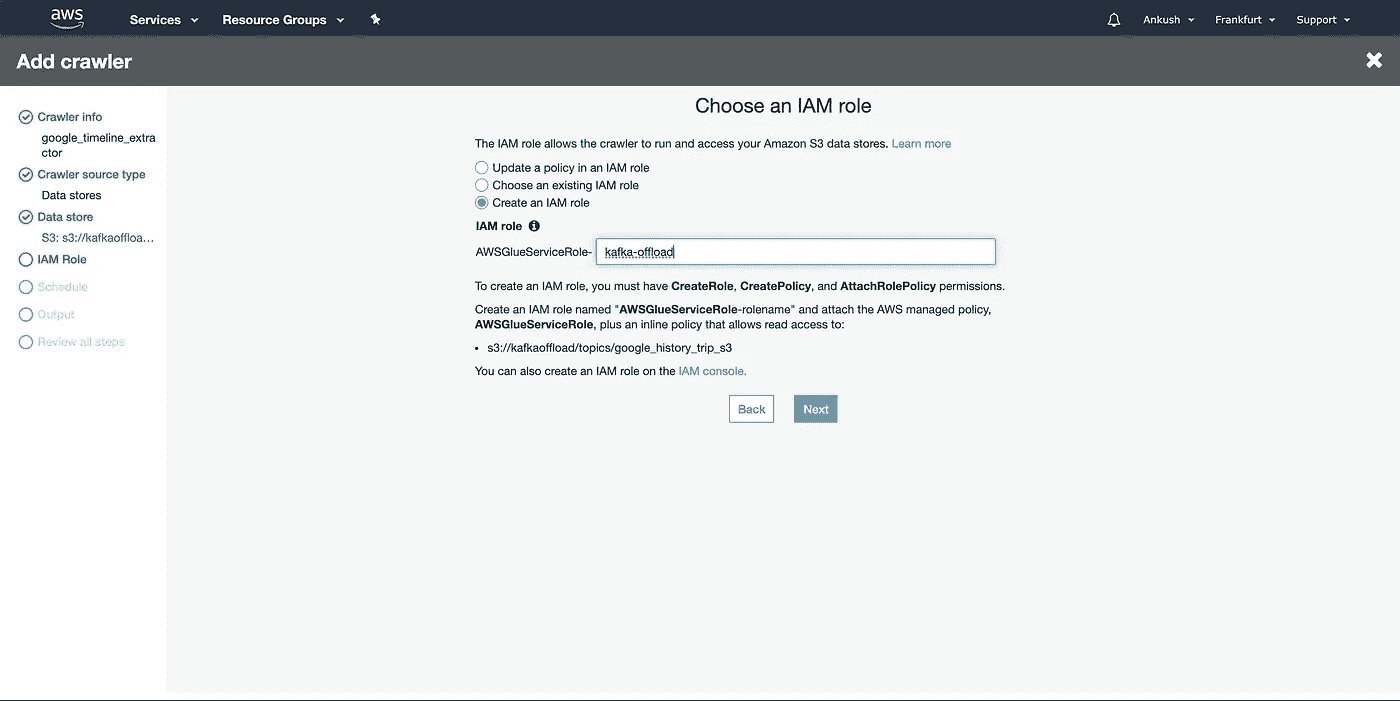 aws Services Resource Groups Ankush Frankfurt Support
Add crawler
Crawler info
google_timeline_extra
ctor
Crawler source type
Data stores
Data store
S3: s3://kafkaoffloa...
IAM Role
Schedule
Output
Review all steps
Choose an IAM role
The IAM role allows the crawler to run and access your Amazon S3 data stores. Learn more
Update a policy in an IAM role
Choose an existing IAM role
Create an IAM role
IAM role
AWSGlueServiceRole- kafka-offload
To create an IAM role, you must have CreateRole, CreatePolicy, and AttachRolePolicy permissions.
Create an IAM role named "AWSGlueServiceRole-rolename" and attach the AWS managed policy,
AWSGlueServiceRole, plus an inline policy that allows read access to:
• s3://kafkaoffload/topics/google_history_trip_s3
You can also create an IAM role on the IAM console.
Back Next